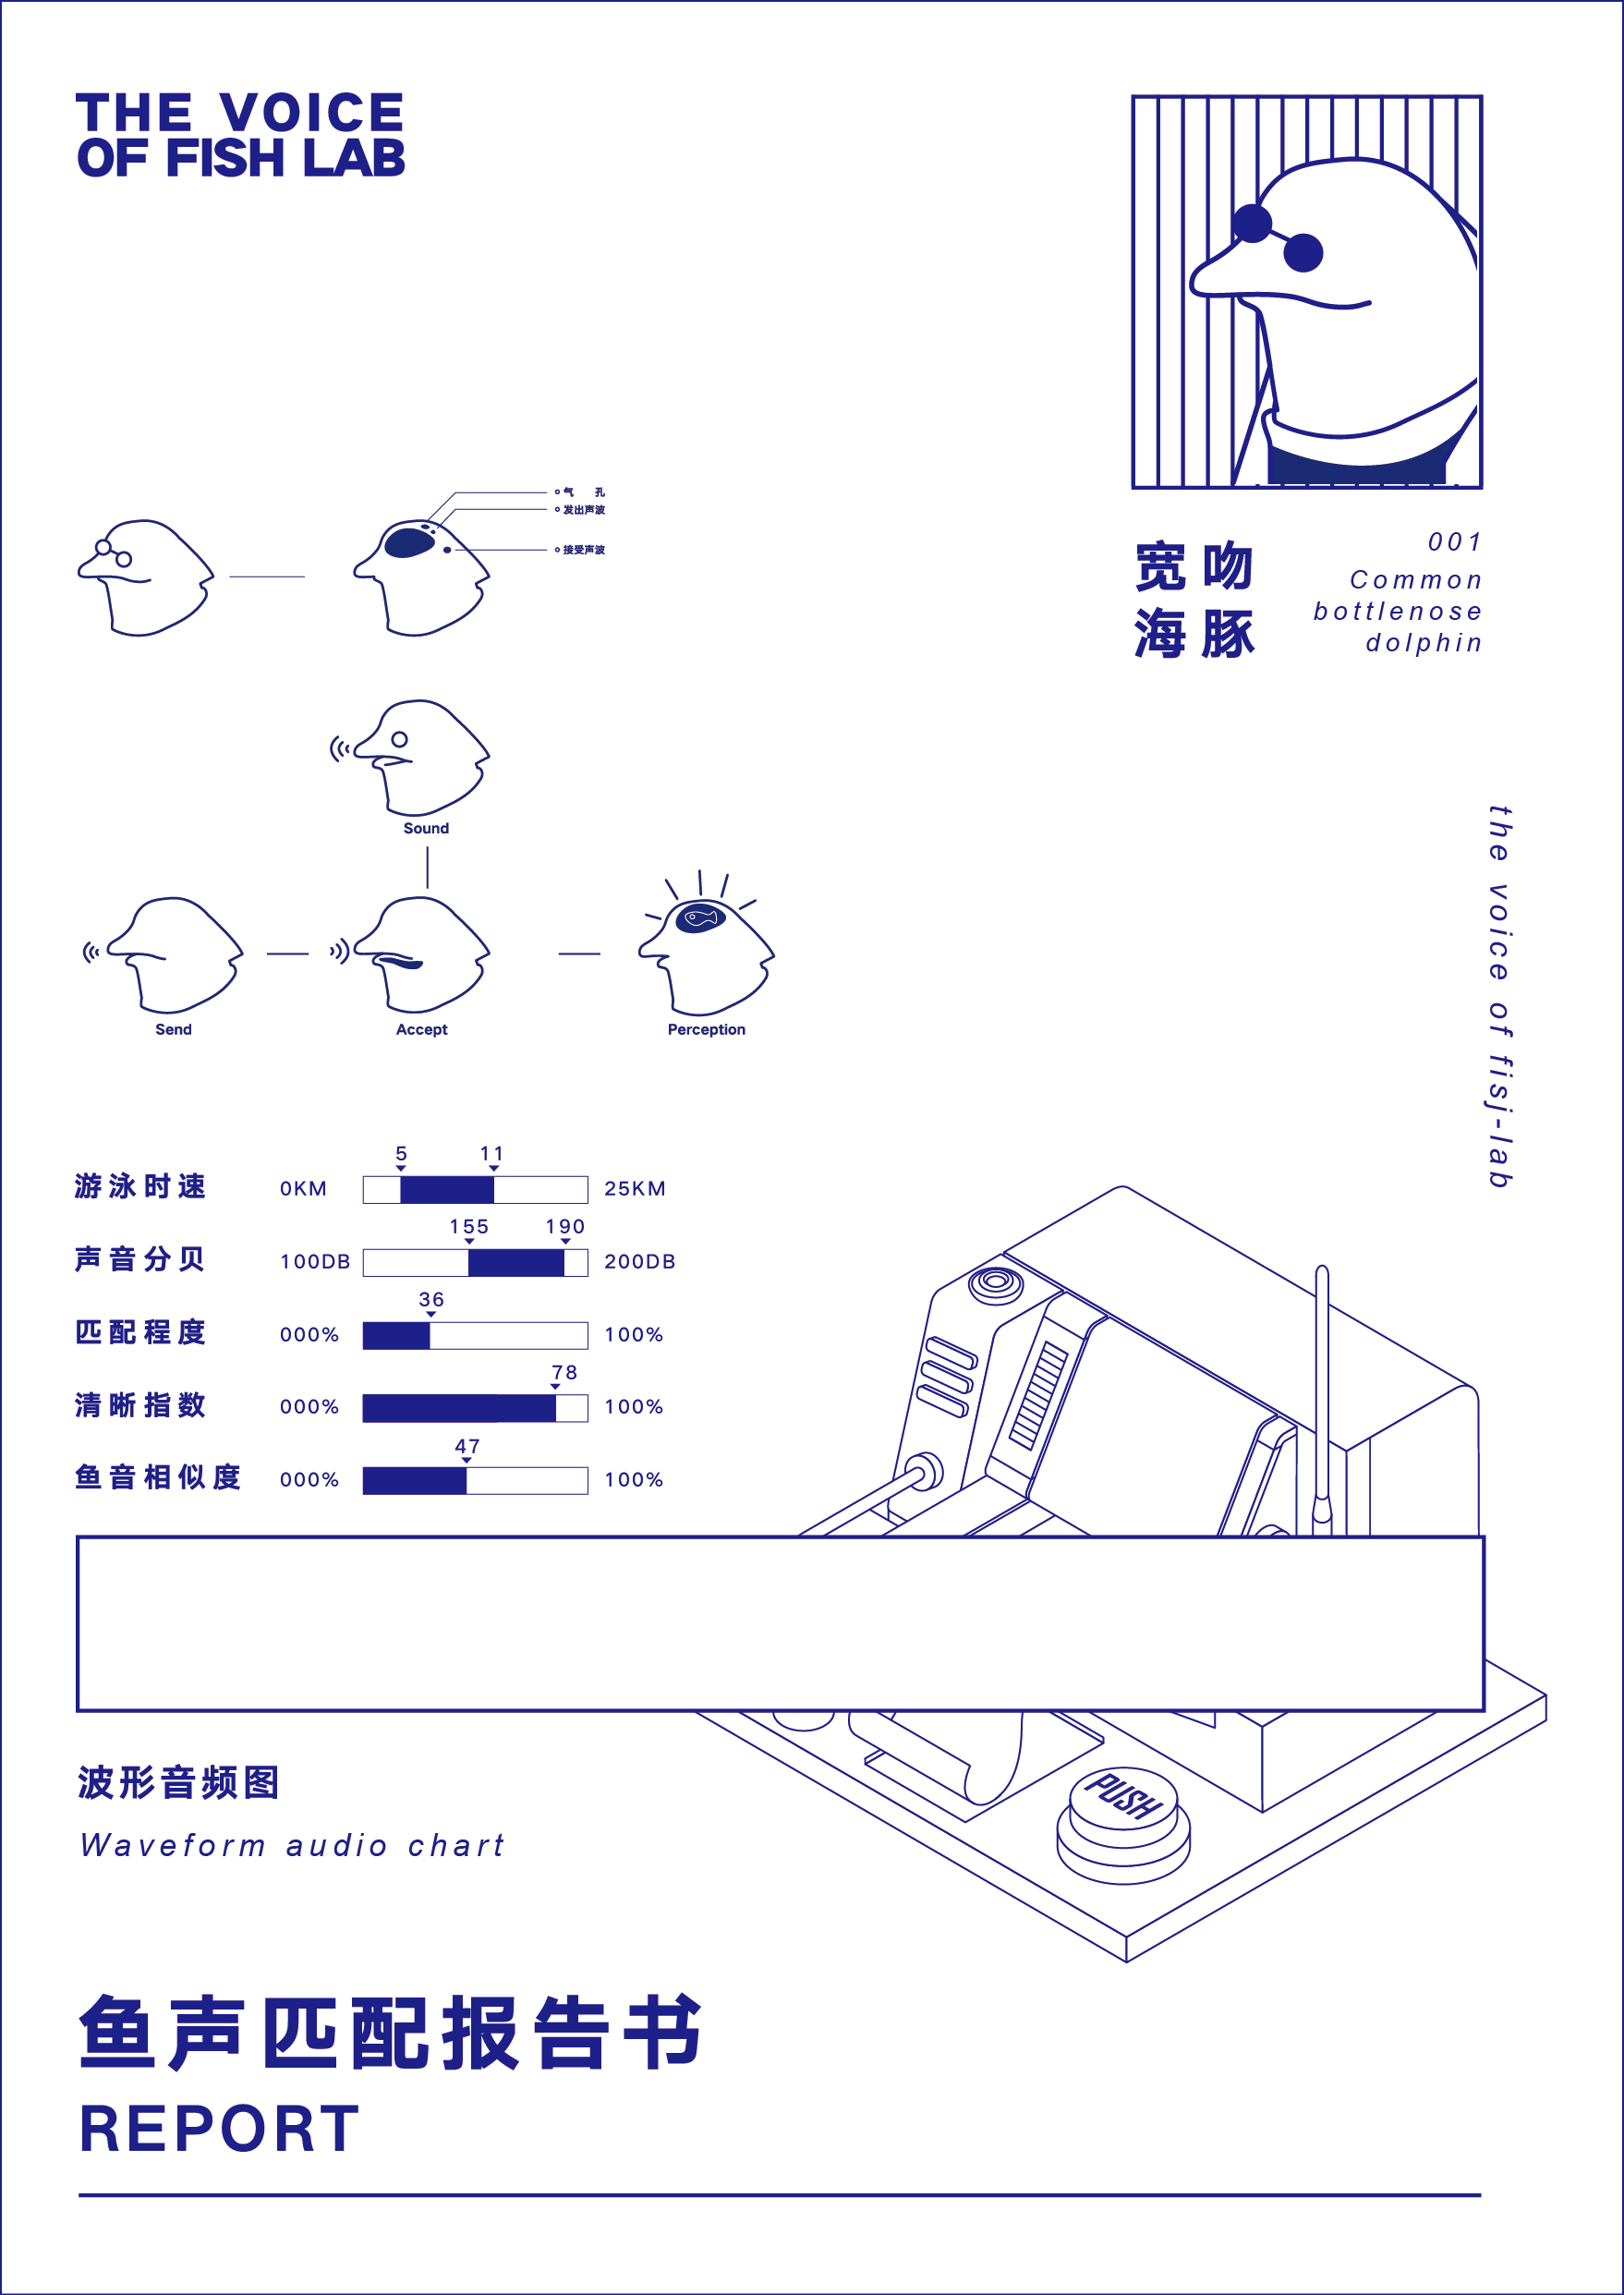 THE VOICE
OF FISH LAB
气 孔
发出声波
接受声波
宽吻
海豚
001
Common
bottlenose
dolphin
Sound
Send
Accept
Perception
the voice of fisj-lab
5 11
游泳时速 0KM 25KM
155 190
声音分贝 100DB 200DB
36
匹配程度 000% 100%
78
清晰指数 000% 100%
47
鱼音相似度 000% 100%
PUSH
波形音频图
Waveform audio chart
鱼声匹配报告书
REPORT